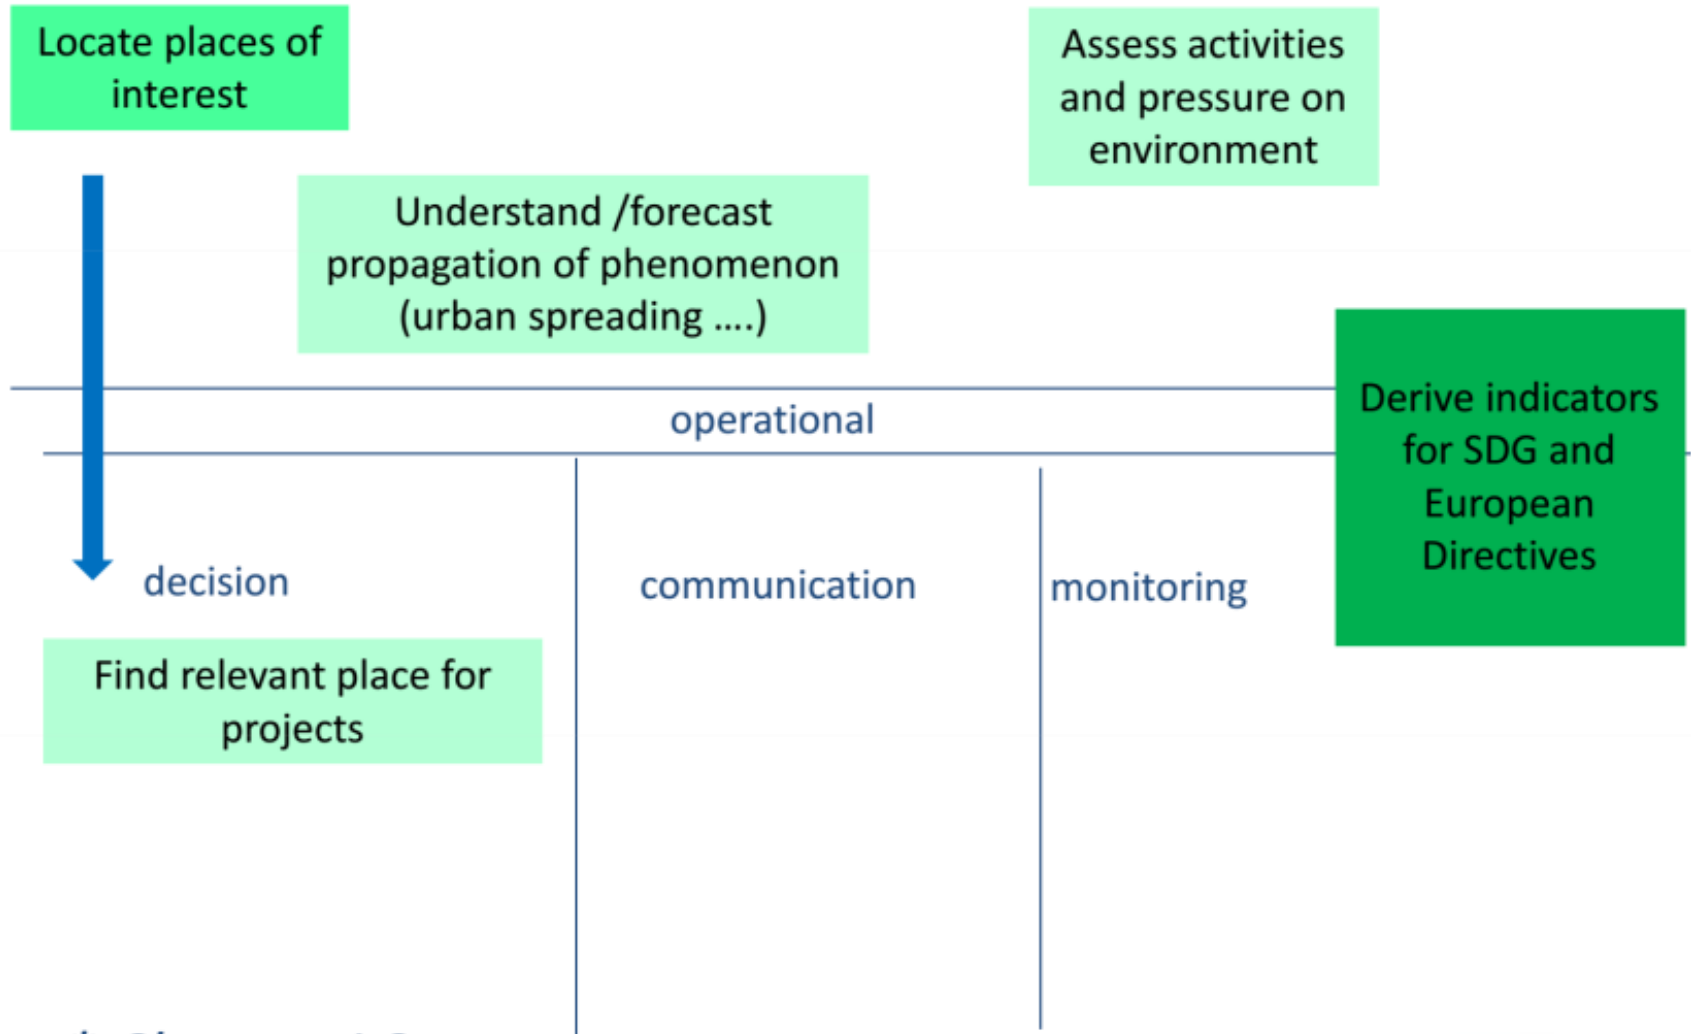 Locate places of
interest
Assess activities
and pressure on
environment
Understand /forecast
propagation of phenomenon
(urban spreading ....)
operational
Derive indicators
for SDG and
European
Directives
decision
communication
monitoring
Find relevant place for
projects